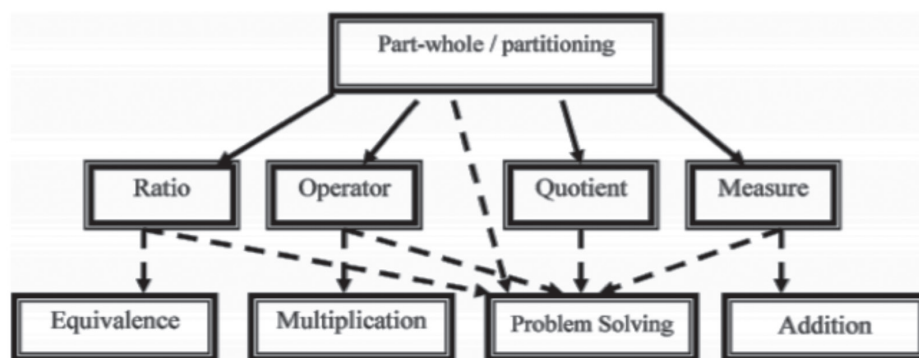 Part-whole / partitioning
Ratio
Operator
Quotient
Measure
Equivalence
Multiplication
Problem Solving
Addition